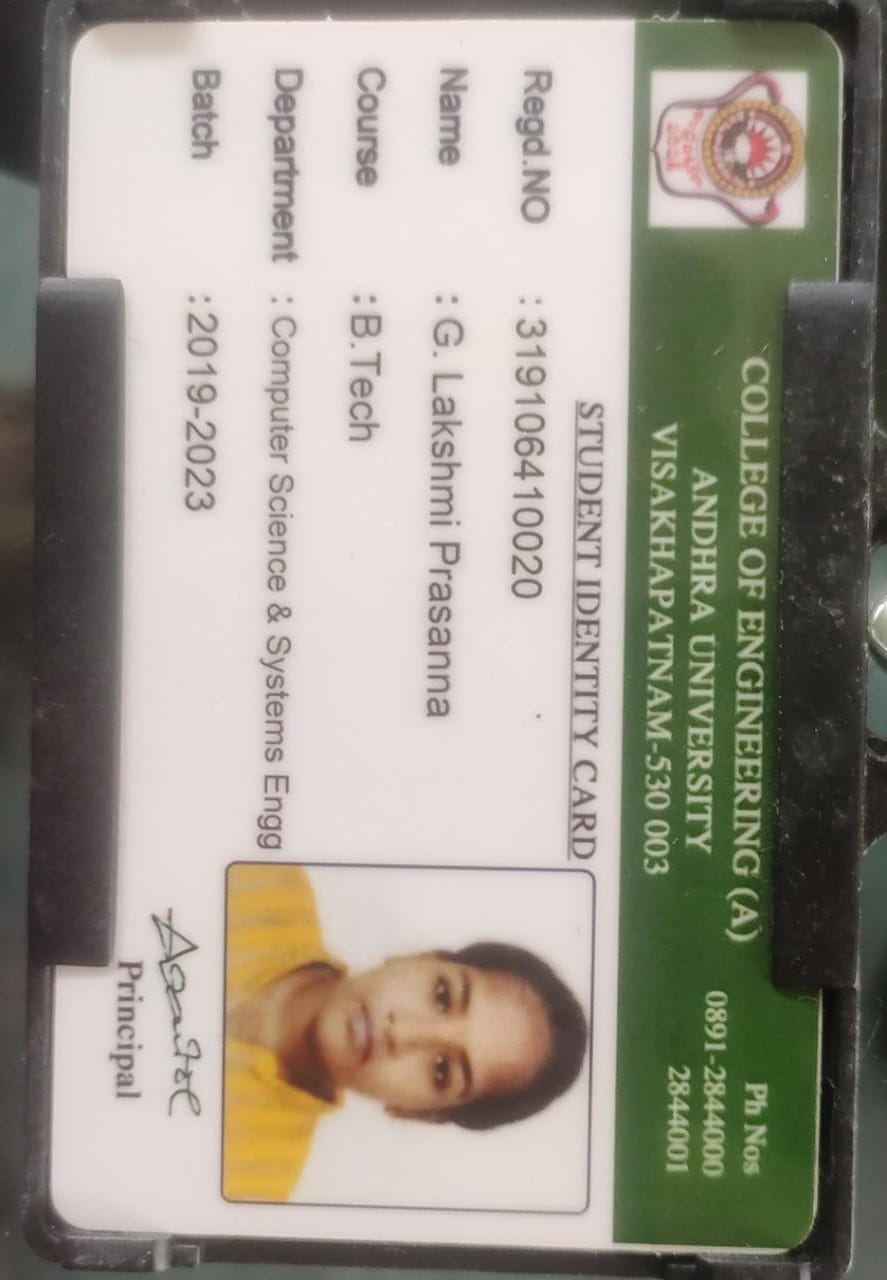 COLLEGE OF ENGINEERING (A)
ANDHRA UNIVERSITY
VISAKHAPATNAM-530 003
Ph Nos
0891-2844000
2844001
STUDENT IDENTITY CARD
Regd.NO : 319106410020
Name : G. Lakshmi Prasanna
Course : B.Tech
Department : Computer Science & Systems Engg
Batch : 2019-2023
Principal